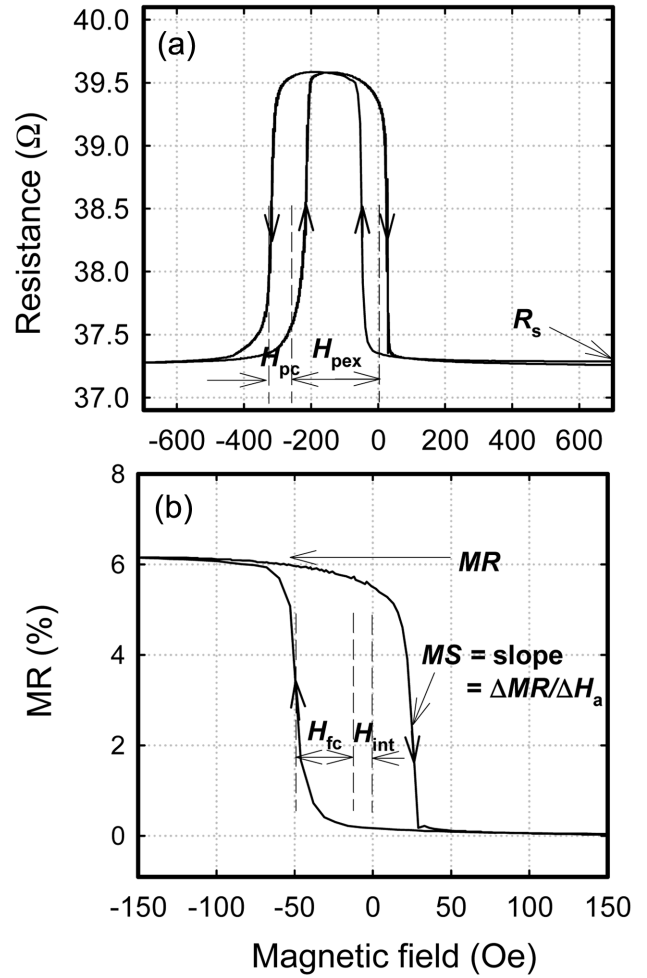 (a)
Resistance (Ω)
40.0
39.5
39.0
38.5
38.0
37.5
37.0
Rs
Hpc
Hpex
-600 -400 -200 0 200 400 600
(b)
MR (%)
8
6
4
2
0
MR
MS = slope
= ΔMR/ΔHa
Hfc
Hint
-150 -100 -50 0 50 100 150
Magnetic field (Oe)